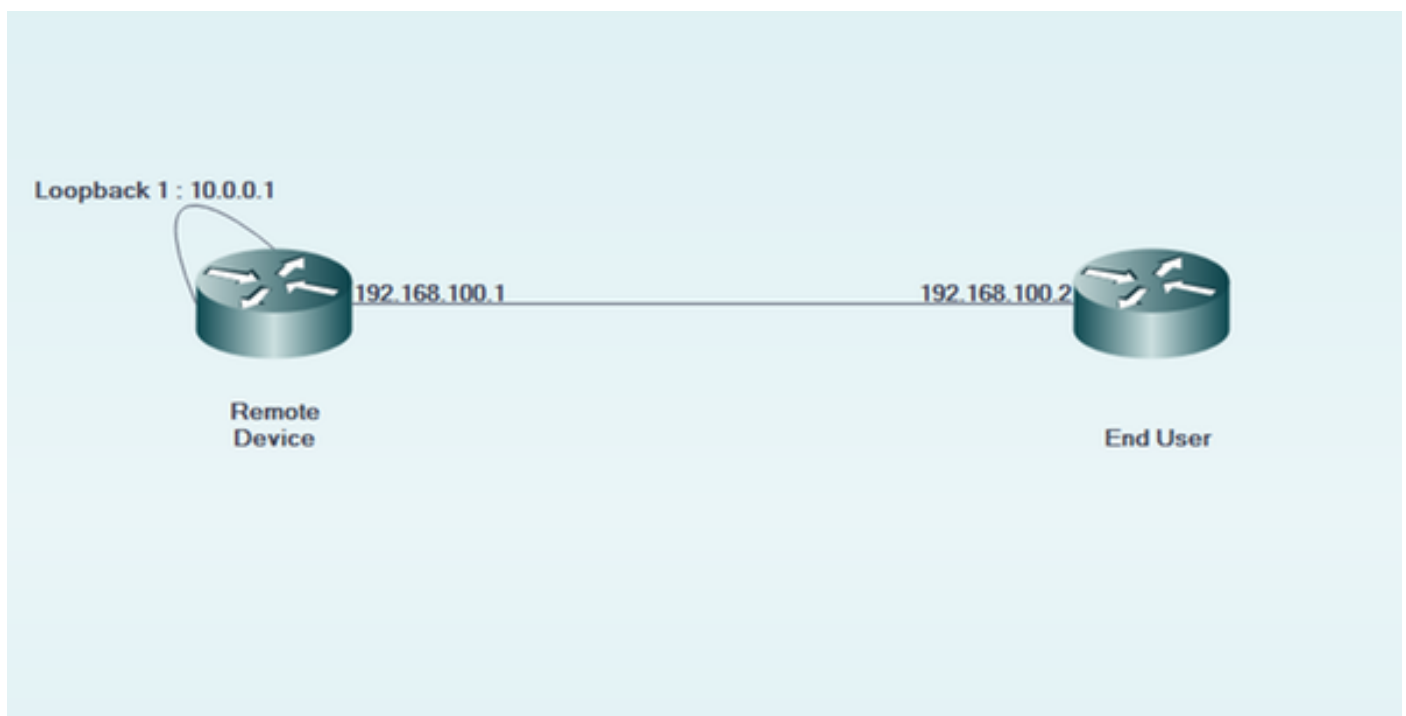 Loopback 1 : 10.0.0.1
192.168.100.1
192.168.100.2
Remote
Device
End User